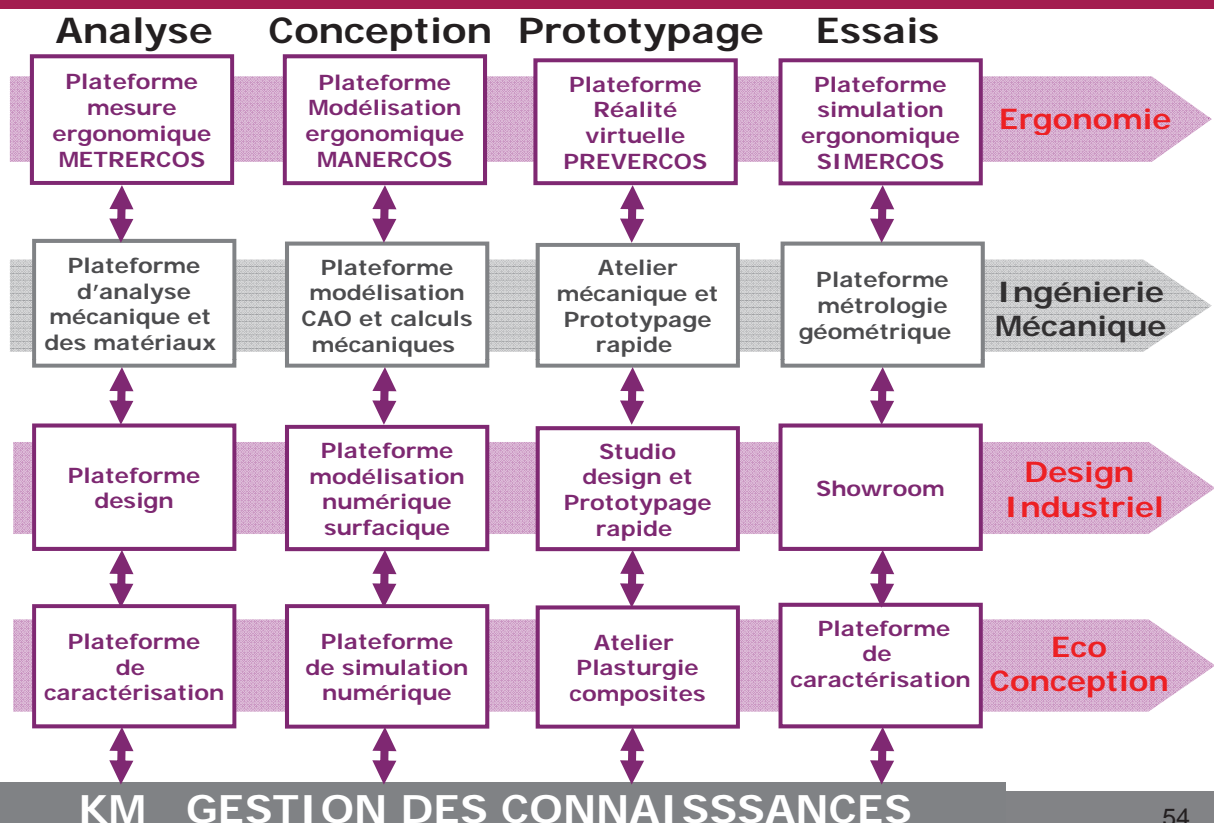 Analyse
Conception
Prototypage
Essais
Plateforme
mesure
ergonomique
METRERCOS
Plateforme
Modélisation
ergonomique
MANERCOS
Plateforme
Réalité
virtuelle
PREVERCOS
Plateforme
simulation
ergonomique
SIMERCOS
Ergonomie
Plateforme
d'analyse
mécanique et
des matériaux
Plateforme
modélisation
CAO et calculs
mécaniques
Atelier
mécanique et
Prototypage
rapide
Plateforme
métrologie
géométrique
Ingénierie
Mécanique
Plateforme
design
Plateforme
modélisation
numérique
surfacique
Studio
design et
Prototypage
rapide
Showroom
Design
Industriel
Plateforme
de
caractérisation
Plateforme
de simulation
numérique
Atelier
Plasturgie
composites
Plateforme
de
caractérisation
Eco
Conception
KM GESTION DES CONNAISSSANCES
54